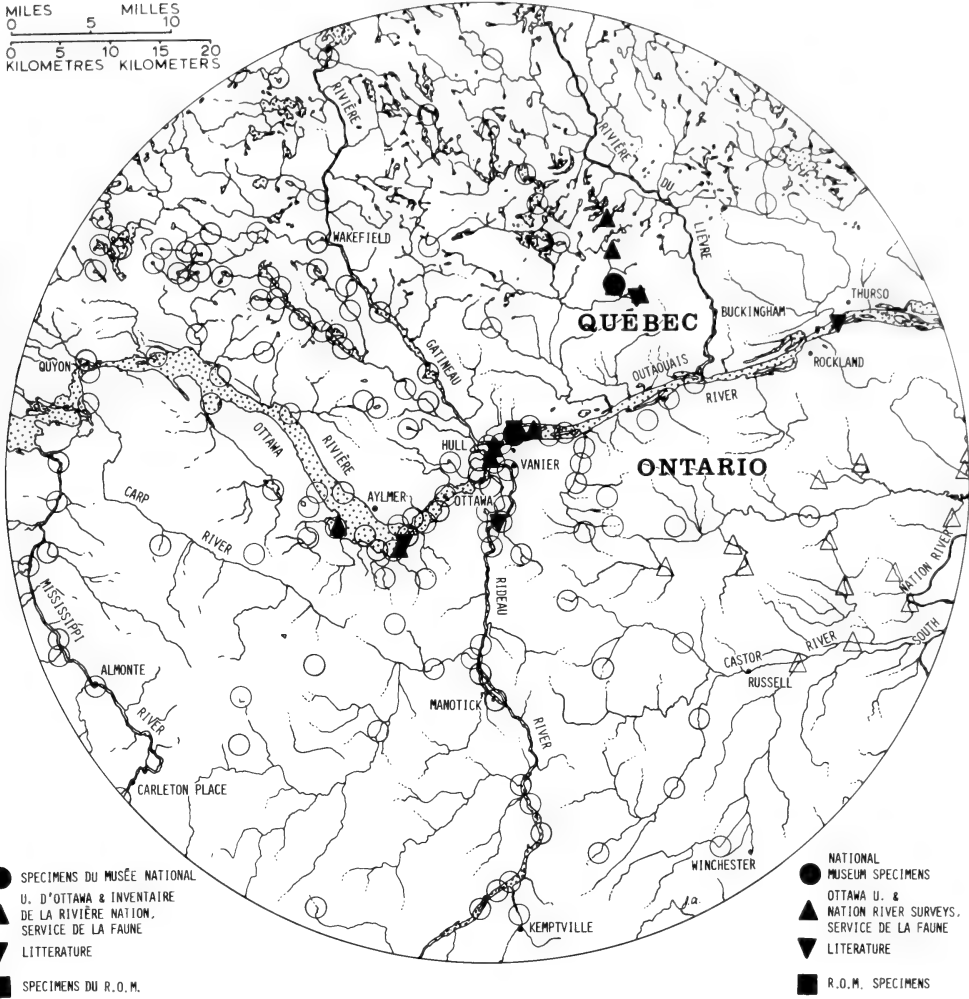 MILES MILLES
0 5 10
0 5 10 15 20
KILOMETRES KILOMETERS
RIVIÈRE
RIVIÈRE
DU
LIÈVRE
WAKEFIELD
THURSO
BUCKINGHAM
QUÉBEC
QUYON
GATINEAU
OUTAOUAIS
ROCKLAND
RIVER
OTTAWA
RIVIÈRE
HULL
VANIER
ONTARIO
AYLMER
OTTAWA
CARP
RIVER
NATION RIVER
MISSISSIPPI
RIDEAU
SOUTH
CASTOR RIVER
RUSSELL
ALMONTE
MANOTICK
RIVER
RIVER
CARLETON PLACE
WINCHESTER
j.a.
KEMPTVILLE
SPECIMENS DU MUSÉE NATIONAL
U. D'OTTAWA & INVENTAIRE
DE LA RIVIÈRE NATION,
SERVICE DE LA FAUNE
LITTERATURE
SPECIMENS DU R.O.M.
NATIONAL
MUSEUM SPECIMENS
OTTAWA U. &
NATION RIVER SURVEYS,
SERVICE DE LA FAUNE
LITERATURE
R.O.M. SPECIMENS